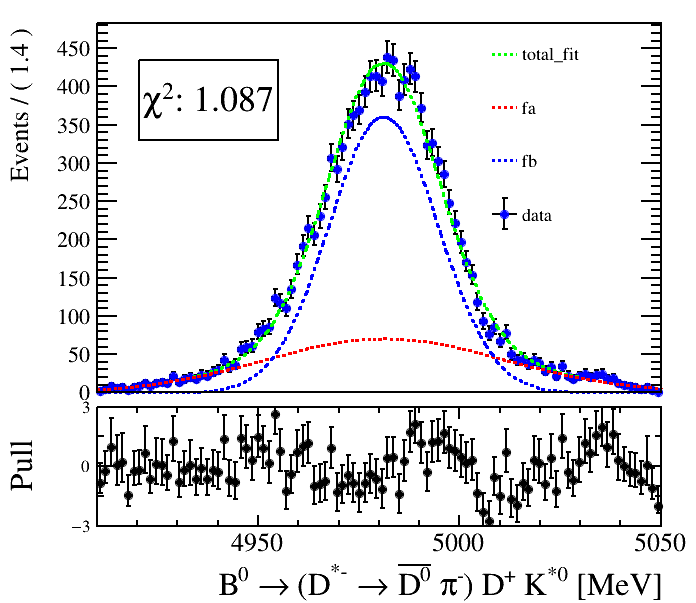 Events / ( 1.4 )
450
400
350
300
250
200
150
100
50
0
χ²: 1.087
total_fit
fa
fb
data
Pull
3
0
−3
4950
5000
5050
B⁰ → (D*⁻ → D̅⁰ π⁻) D⁺ K*⁰ [MeV]